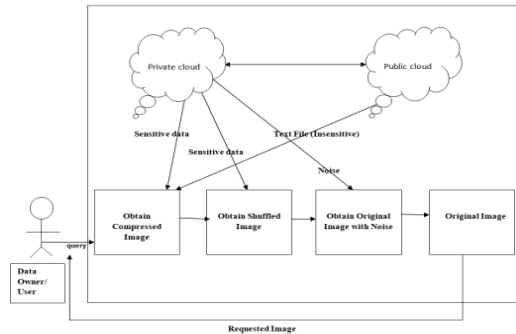 Private cloud
Public cloud
Sensitive data
Text File (Insensitive)
Sensitive data
Noise
Obtain
Compressed
Image
Obtain Shuffled
Image
Obtain Original
Image with Noise
Original Image
query
Data
Owner/
User
Requested Image